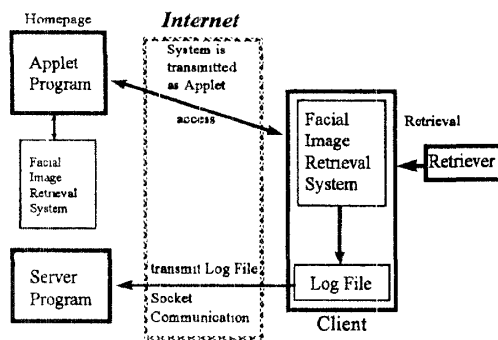 Homepage
Internet
Applet
Program
System is
transmitted
as Applet
access
Facial
Image
Retrieval
System
Facial
Image
Retrieval
System
Retrieval
Retriever
Server
Program
transmit Log File
Socket
Communication
Log File
Client